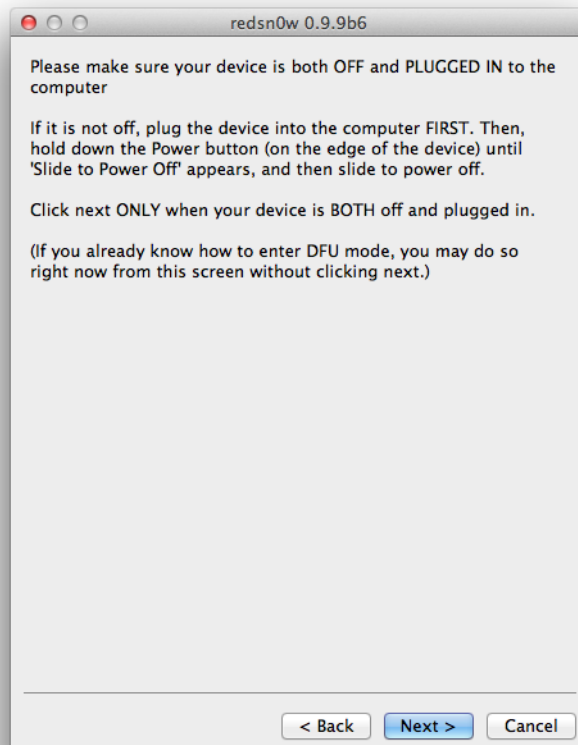 redsn0w 0.9.9b6
Please make sure your device is both OFF and PLUGGED IN to the
computer
If it is not off, plug the device into the computer FIRST. Then,
hold down the Power button (on the edge of the device) until
'Slide to Power Off' appears, and then slide to power off.
Click next ONLY when your device is BOTH off and plugged in.
(If you already know how to enter DFU mode, you may do so
right now from this screen without clicking next.)
< Back
Next >
Cancel